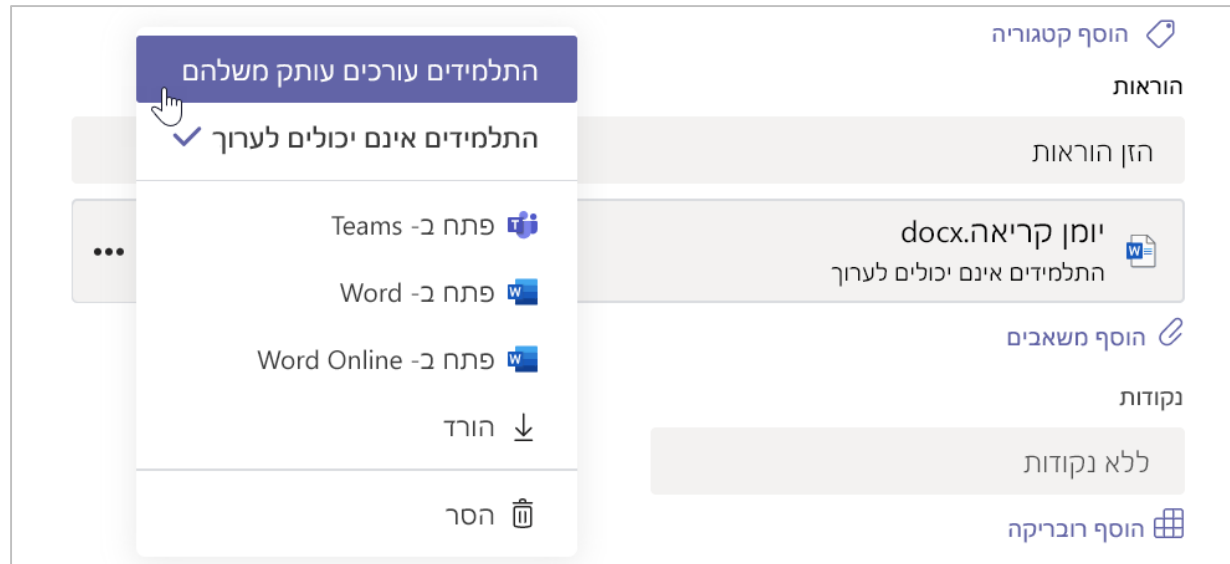 הוסף קטגוריה
הוראות
הזן הוראות
יומן קריאה.docx
התלמידים אינם יכולים לערוך
הוסף משאבים
נקודות
ללא נקודות
הוסף רובריקה
התלמידים עורכים עותק משלהם
התלמידים אינם יכולים לערוך
פתח ב- Teams
פתח ב- Word
פתח ב- Word Online
הורד
הסר